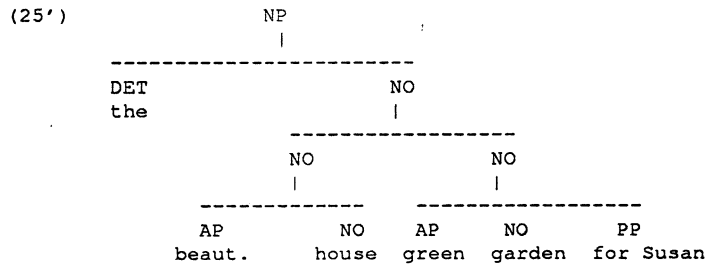 (25′) NP
DET NO
the
NO NO
AP NO AP NO PP
beaut. house green garden for Susan